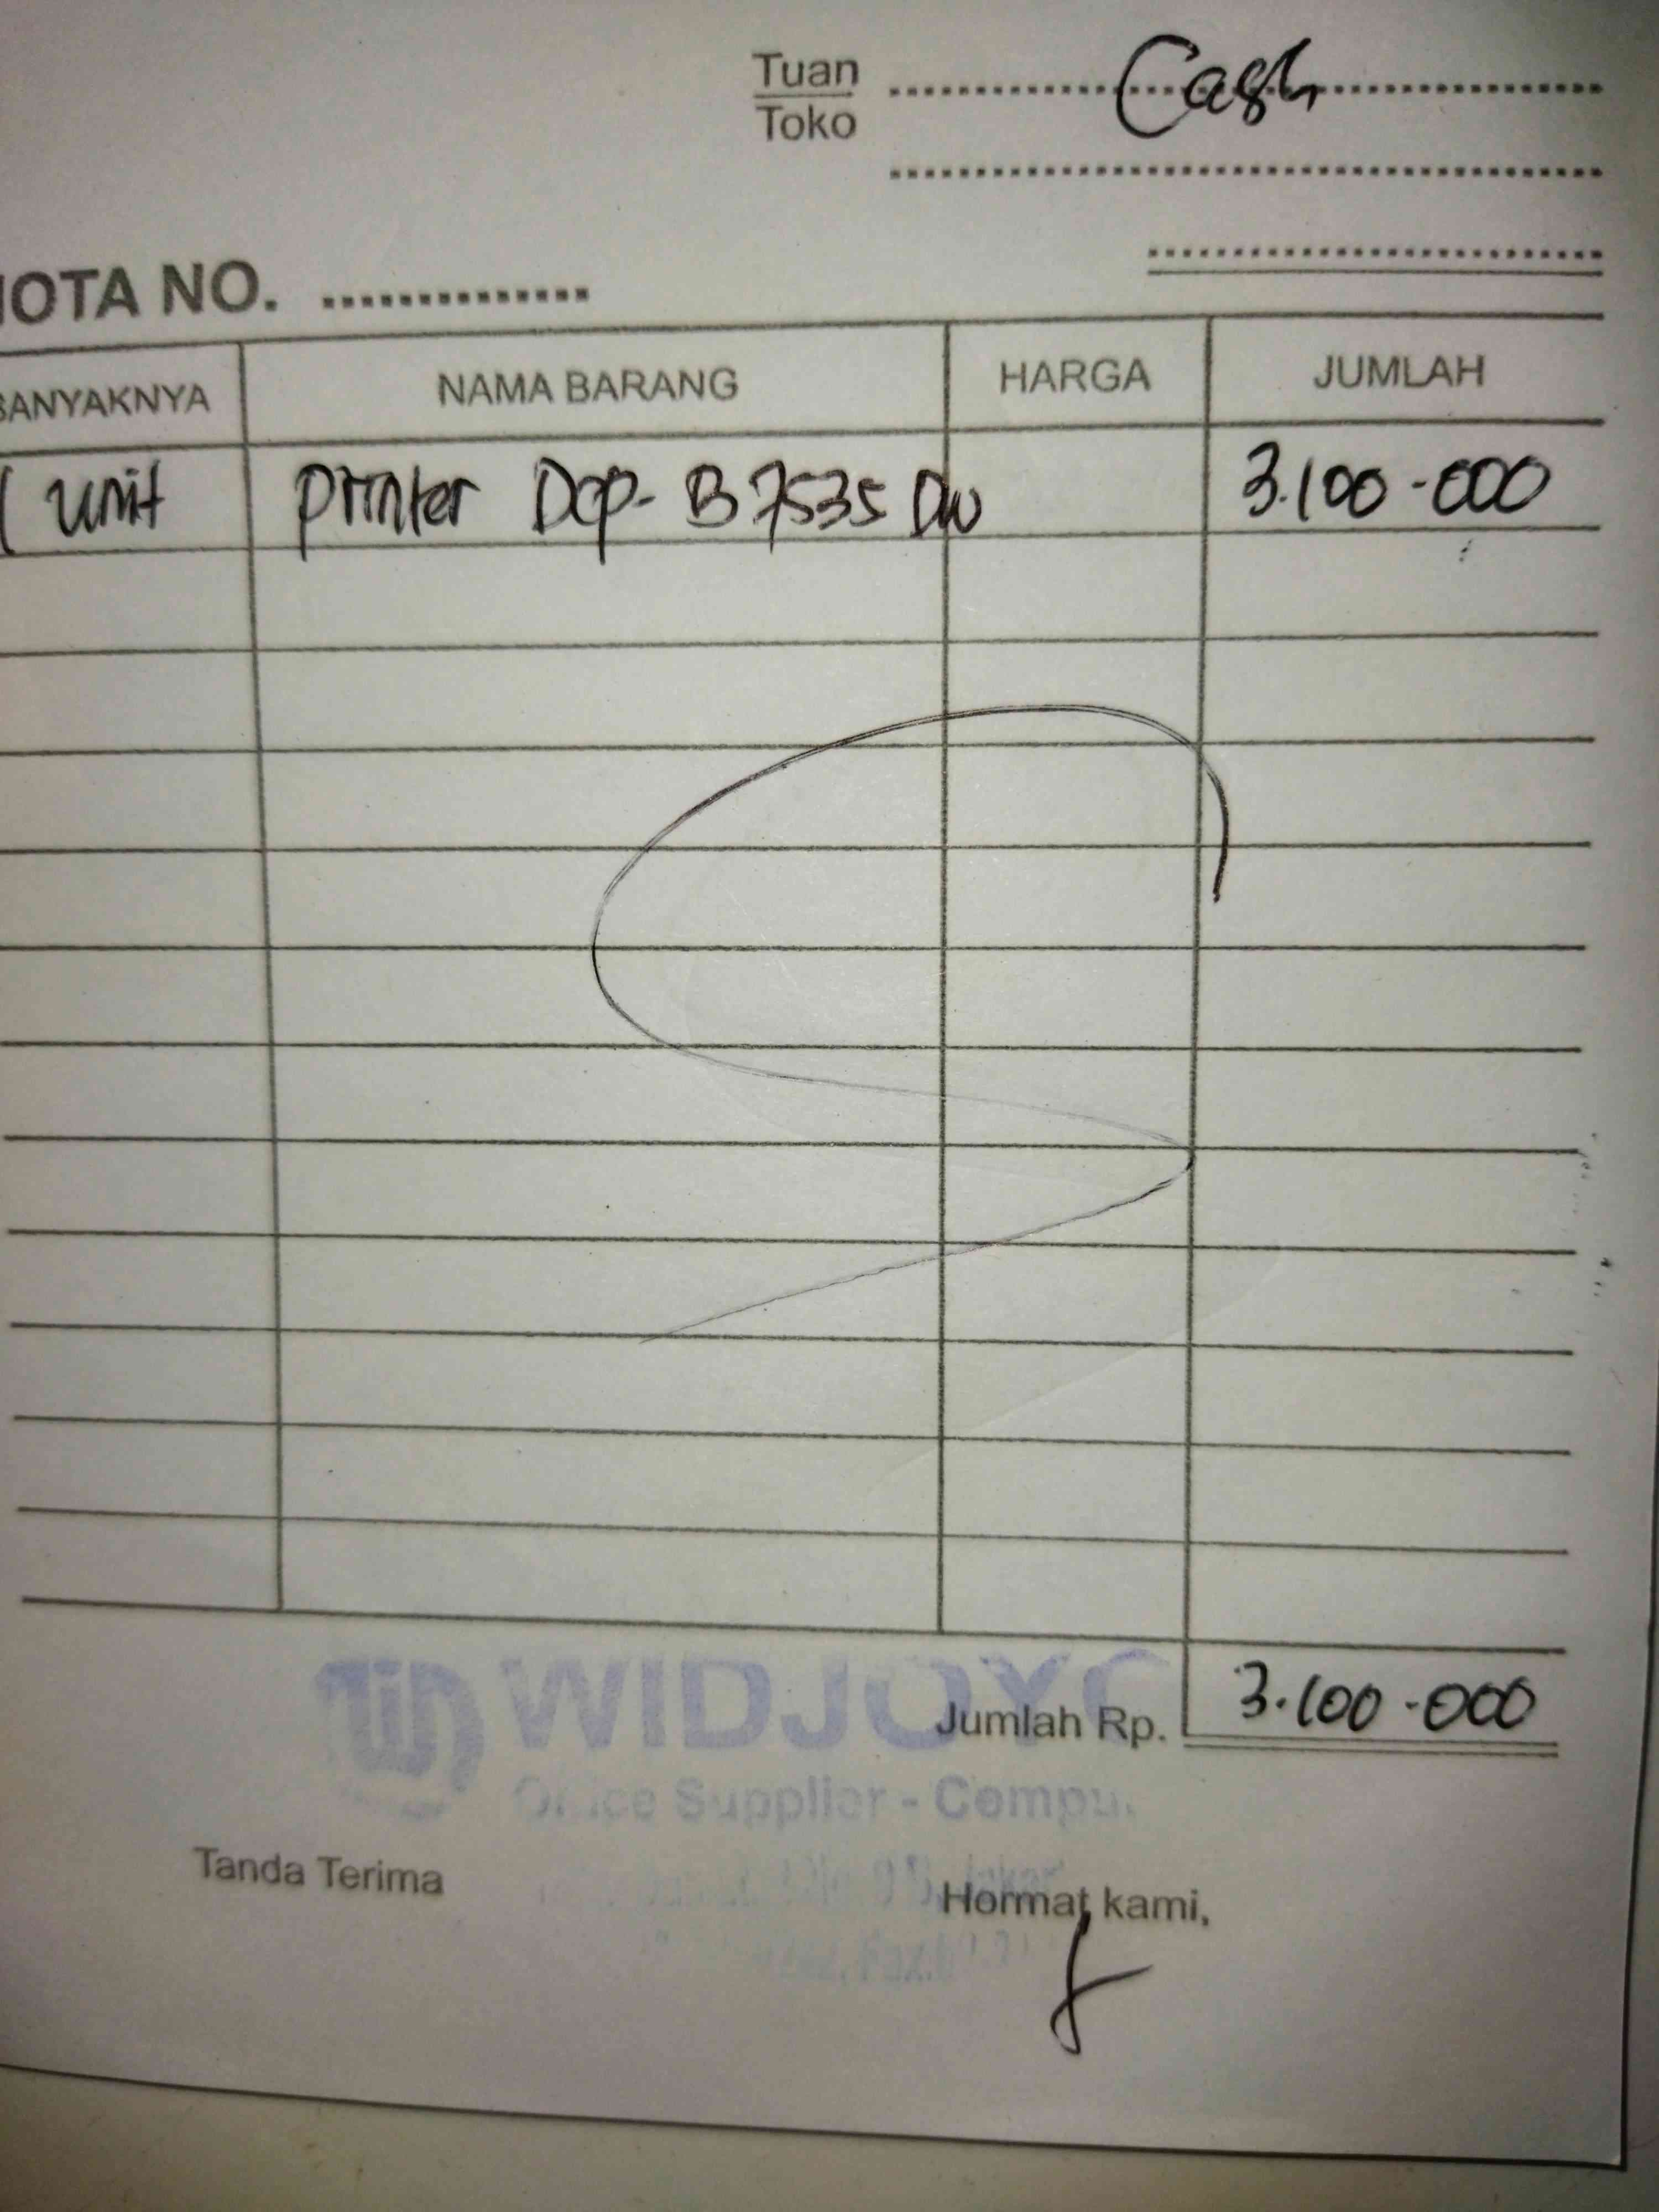 Tuan Cash
Toko
NOTA NO.
BANYAKNYA NAMA BARANG HARGA JUMLAH
1 unit Printer Dcp-B7535 Dw 3.100.000
WIDJOYO
Jumlah Rp. 3.100.000
Office Supplier - Compu
Tanda Terima
Hormat kami,